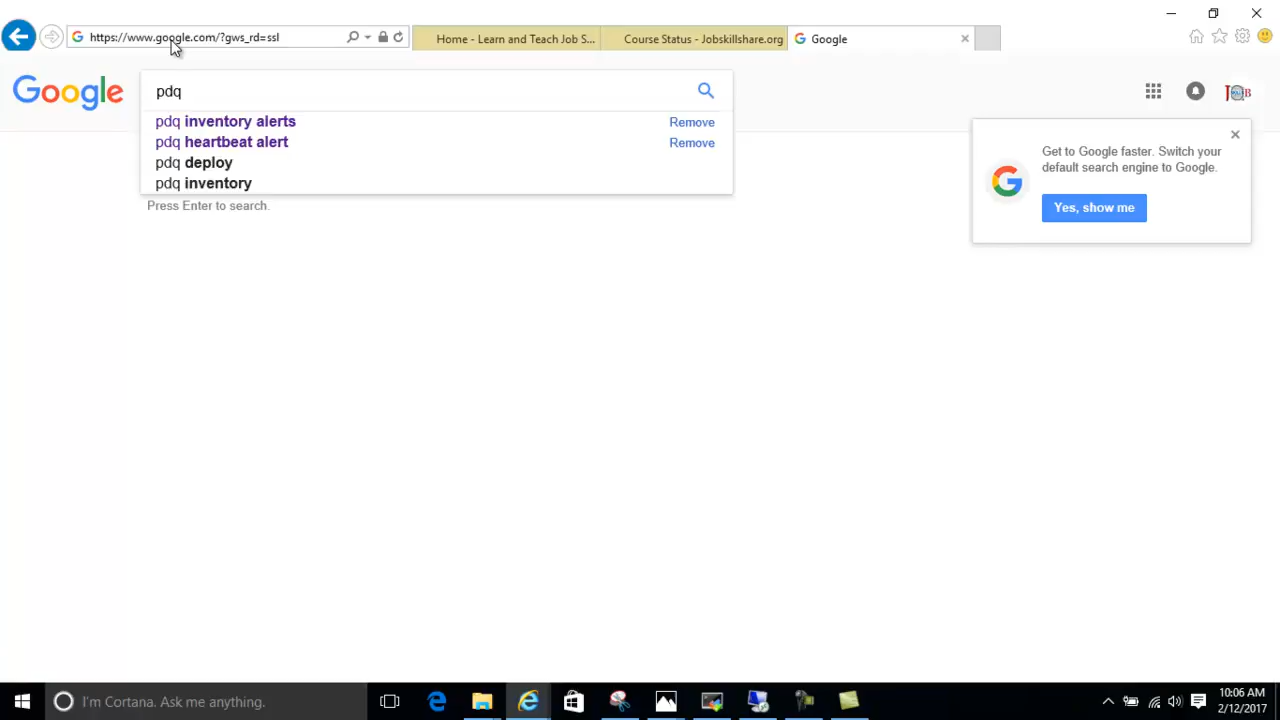 https://www.google.com/?gws_rd=ssl
Home - Learn and Teach Job S...
Course Status - Jobskillshare.org
Google
Google
pdq
pdq inventory alerts Remove
pdq heartbeat alert Remove
pdq deploy
pdq inventory
Press Enter to search.
Get to Google faster. Switch your
default search engine to Google.
Yes, show me
I'm Cortana. Ask me anything.
10:06 AM
2/12/2017